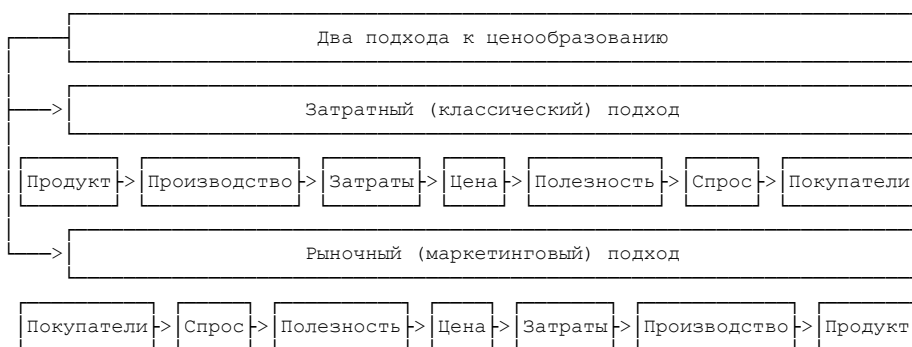 Два подхода к ценообразованию
Затратный (классический) подход
Продукт > Производство > Затраты > Цена > Полезность > Спрос > Покупатели
Рыночный (маркетинговый) подход
Покупатели > Спрос > Полезность > Цена > Затраты > Производство > Продукт